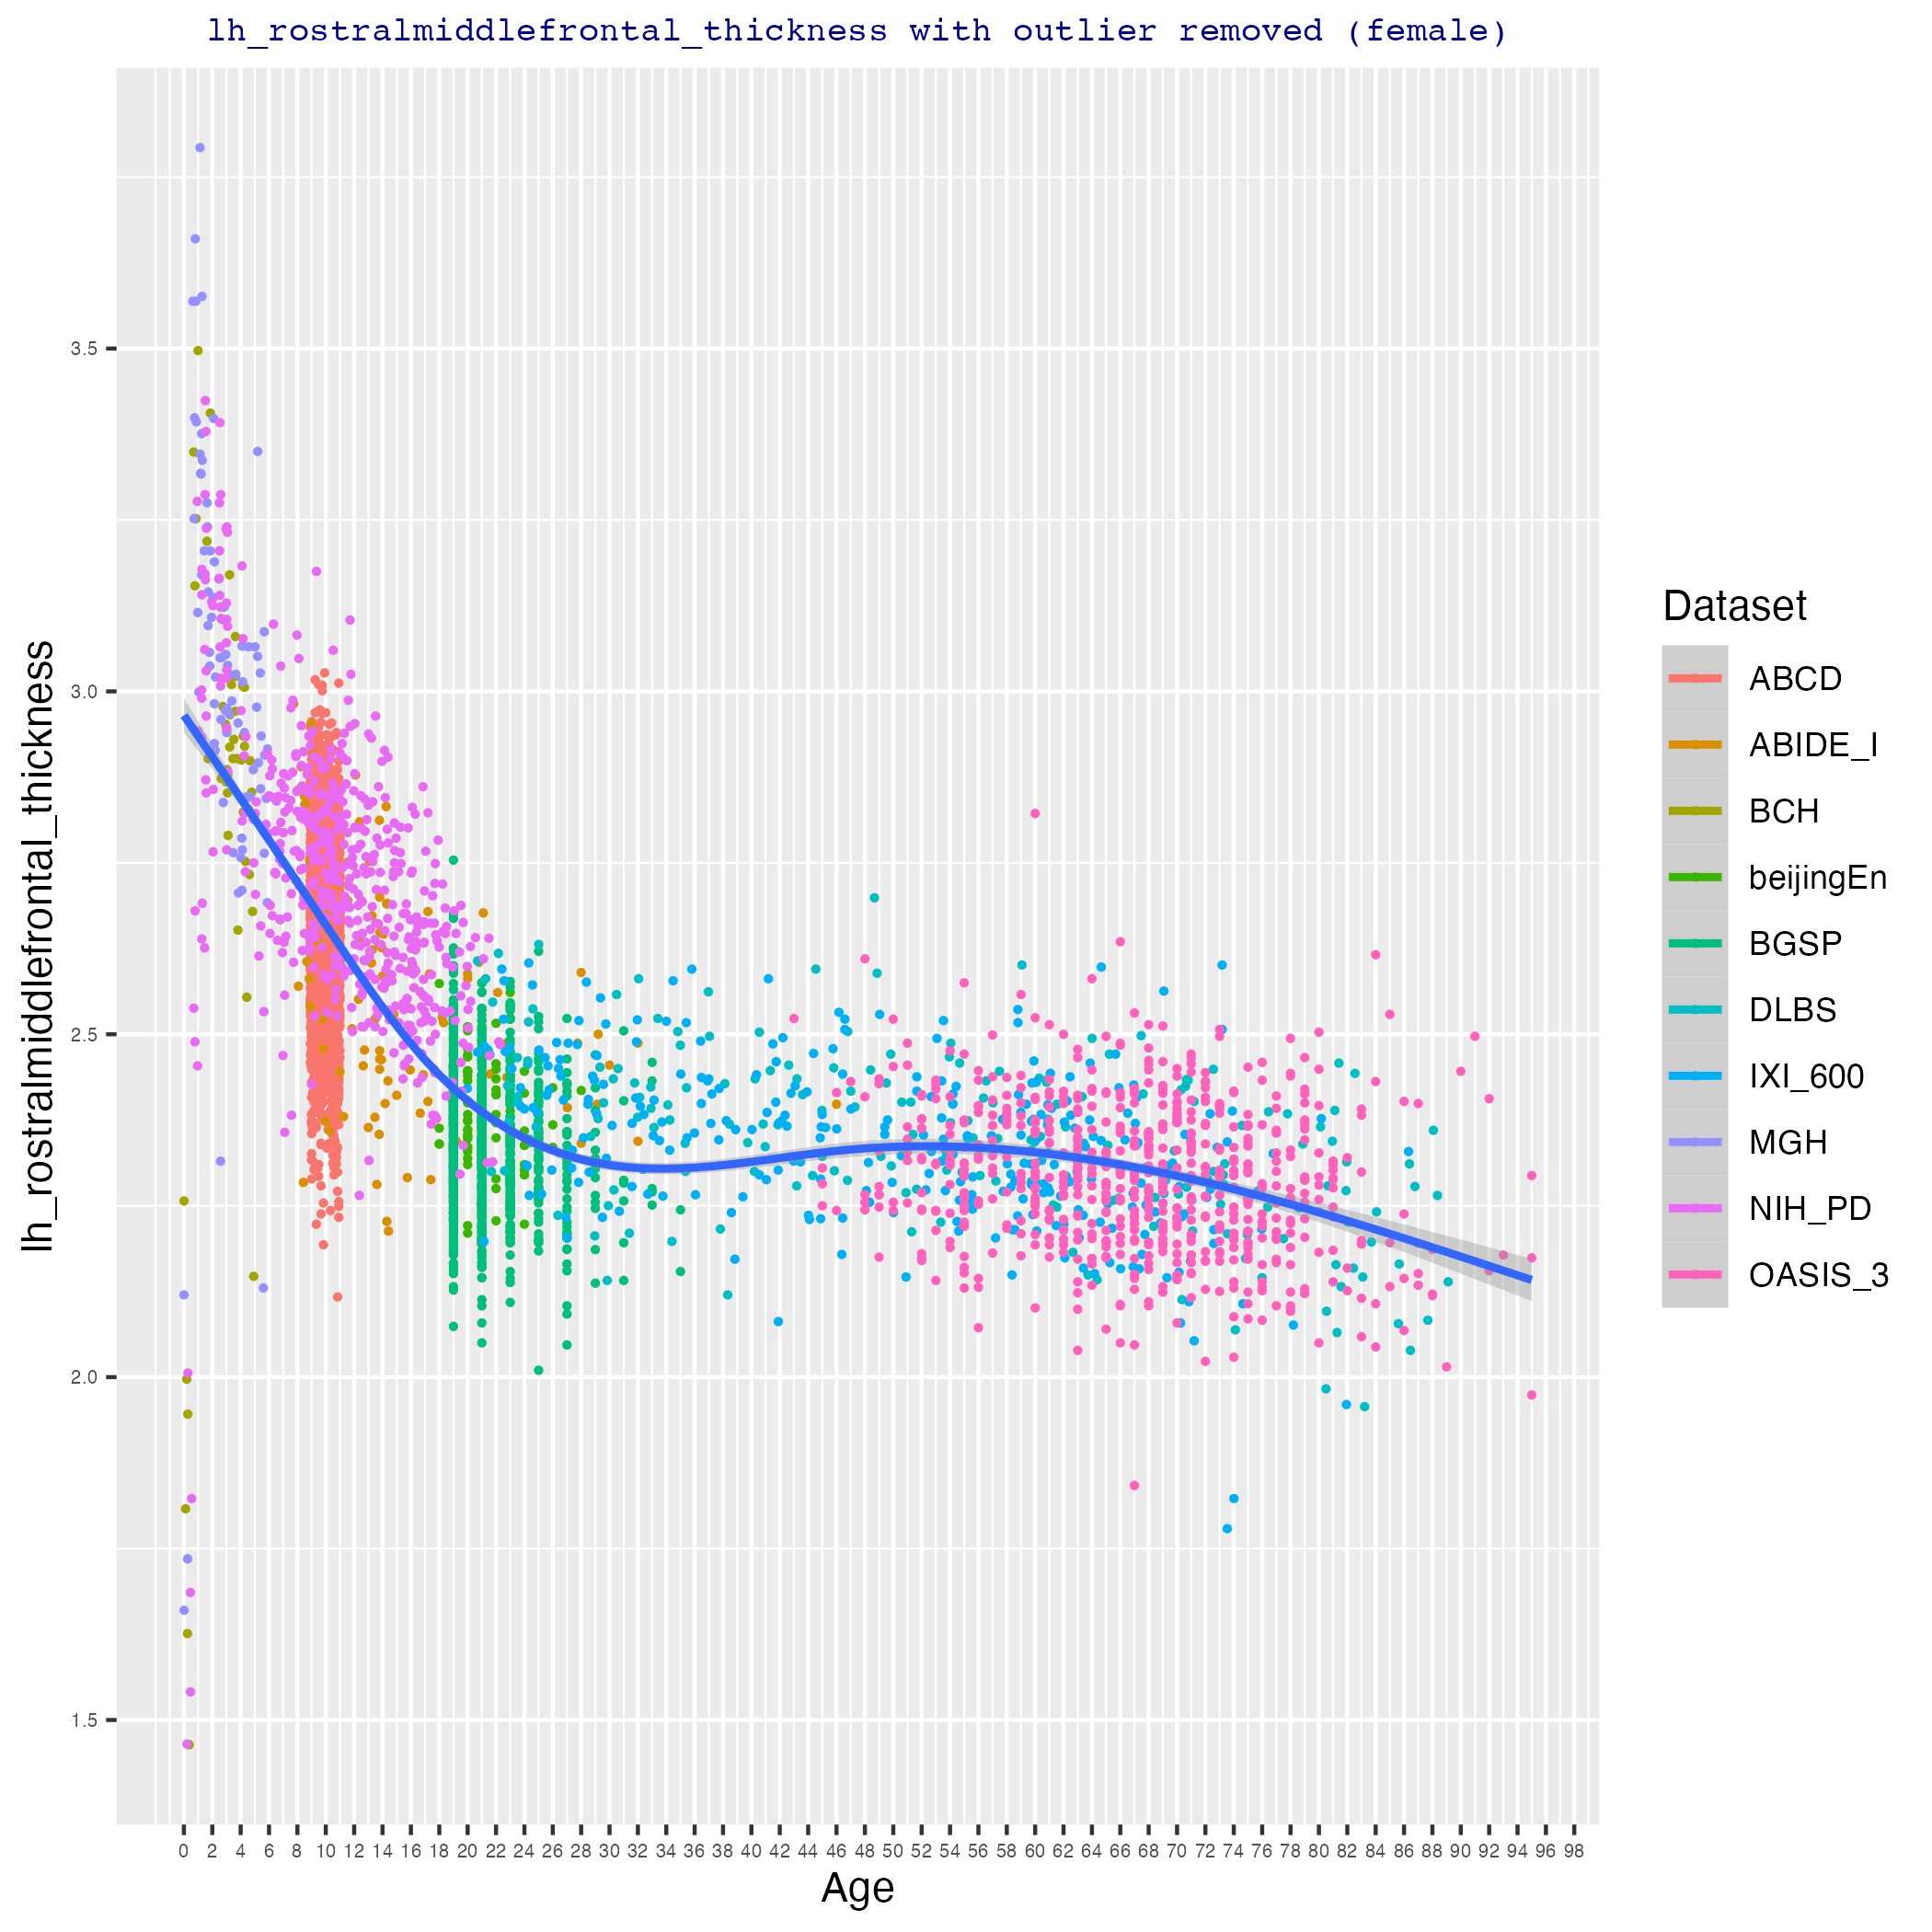 lh_rostralmiddlefrontal_thickness with outlier removed (female)
lh_rostralmiddlefrontal_thickness
3.5
3.0
2.5
2.0
1.5
0 2 4 6 8 10 12 14 16 18 20 22 24 26 28 30 32 34 36 38 40 42 44 46 48 50 52 54 56 58 60 62 64 66 68 70 72 74 76 78 80 82 84 86 88 90 92 94 96 98
Age
Dataset
ABCD
ABIDE_I
BCH
beijingEn
BGSP
DLBS
IXI_600
MGH
NIH_PD
OASIS_3